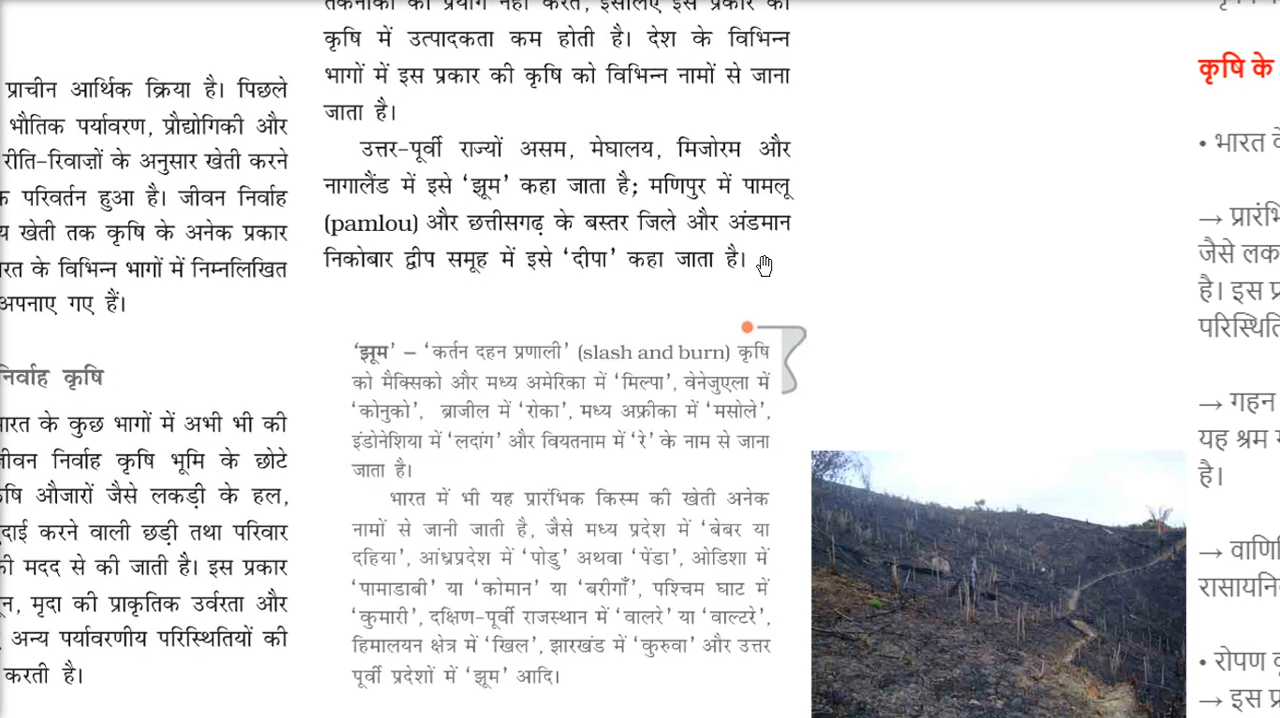 प्राचीन आर्थिक क्रिया है। पिछले
भौतिक पर्यावरण, प्रौद्योगिकी और
रीति-रिवाज़ों के अनुसार खेती करने
परिवर्तन हुआ है। जीवन निर्वाह
खेती तक कृषि के अनेक प्रकार
के विभिन्न भागों में निम्नलिखित
अपनाए गए हैं।
निर्वाह कृषि
भारत के कुछ भागों में अभी भी की
जीवन निर्वाह कृषि भूमि के छोटे
औजारों जैसे लकड़ी के हल,
करने वाली छड़ी तथा परिवार
की मदद से की जाती है। इस प्रकार
मृदा की प्राकृतिक उर्वरता और
अन्य पर्यावरणीय परिस्थितियों की
करती है।
कृषि में उत्पादकता कम होती है। देश के विभिन्न
भागों में इस प्रकार की कृषि को विभिन्न नामों से जाना
जाता है।
उत्तर-पूर्वी राज्यों असम, मेघालय, मिजोरम और
नागालैंड में इसे ‘झूम’ कहा जाता है; मणिपुर में पामलू
(pamlou) और छत्तीसगढ़ के बस्तर जिले और अंडमान
निकोबार द्वीप समूह में इसे ‘दीपा’ कहा जाता है।
‘झूम’ – ‘कर्तन दहन प्रणाली’ (slash and burn) कृषि
को मैक्सिको और मध्य अमेरिका में ‘मिल्पा’, वेनेजुएला में
‘कोनुको’, ब्राजील में ‘रोका’, मध्य अफ्रीका में ‘मसोले’,
इंडोनेशिया में ‘लदांग’ और वियतनाम में ‘रे’ के नाम से जाना
जाता है।
भारत में भी यह प्रारंभिक किस्म की खेती अनेक
नामों से जानी जाती है, जैसे मध्य प्रदेश में ‘बेबर या
दहिया’, आंध्रप्रदेश में ‘पोडु’ अथवा ‘पेंडा’, ओडिशा में
‘पामाडाबी’ या ‘कोमान’ या ‘बरीगाँ’, पश्चिम घाट में
‘कुमारी’, दक्षिण-पूर्वी राजस्थान में ‘वालरे’ या ‘वाल्टरे’,
हिमालयन क्षेत्र में ‘खिल’, झारखंड में ‘कुरुवा’ और उत्तर
पूर्वी प्रदेशों में ‘झूम’ आदि।
कृषि के
• भारत
→
जैसे
है। इस
→ गहन
यह श्रम
है।
→
• रोपण
→ इस